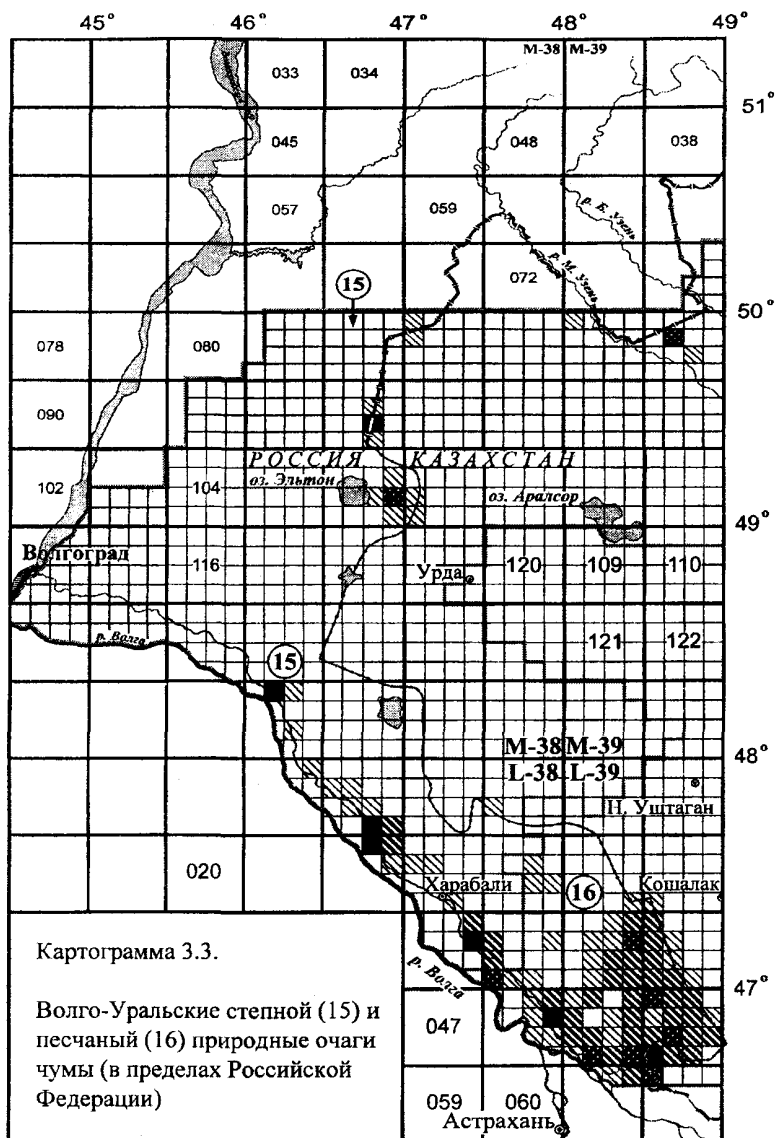 45° 46° 47° 48° 49°
М-38 М-39
033 034
51°
045 048 038
057 059
р. Б. Узень
072
р. М. Узень
15
50°
078 080
090
РОССИЯ КАЗАХСТАН
102 104 оз. Эльтон оз. Аралсор
49°
Волгоград
116 Урда 120 109 110
121 122
р. Волга
15
М-38 М-39
48°
L-38 L-39
Н. Уштаган
020
Харабали 16 Кошалак
Картограмма 3.3.
р. Волга
47°
Волго-Уральские степной (15) и
песчаный (16) природные очаги
чумы (в пределах Российской
Федерации)
047
059 060
Астрахань